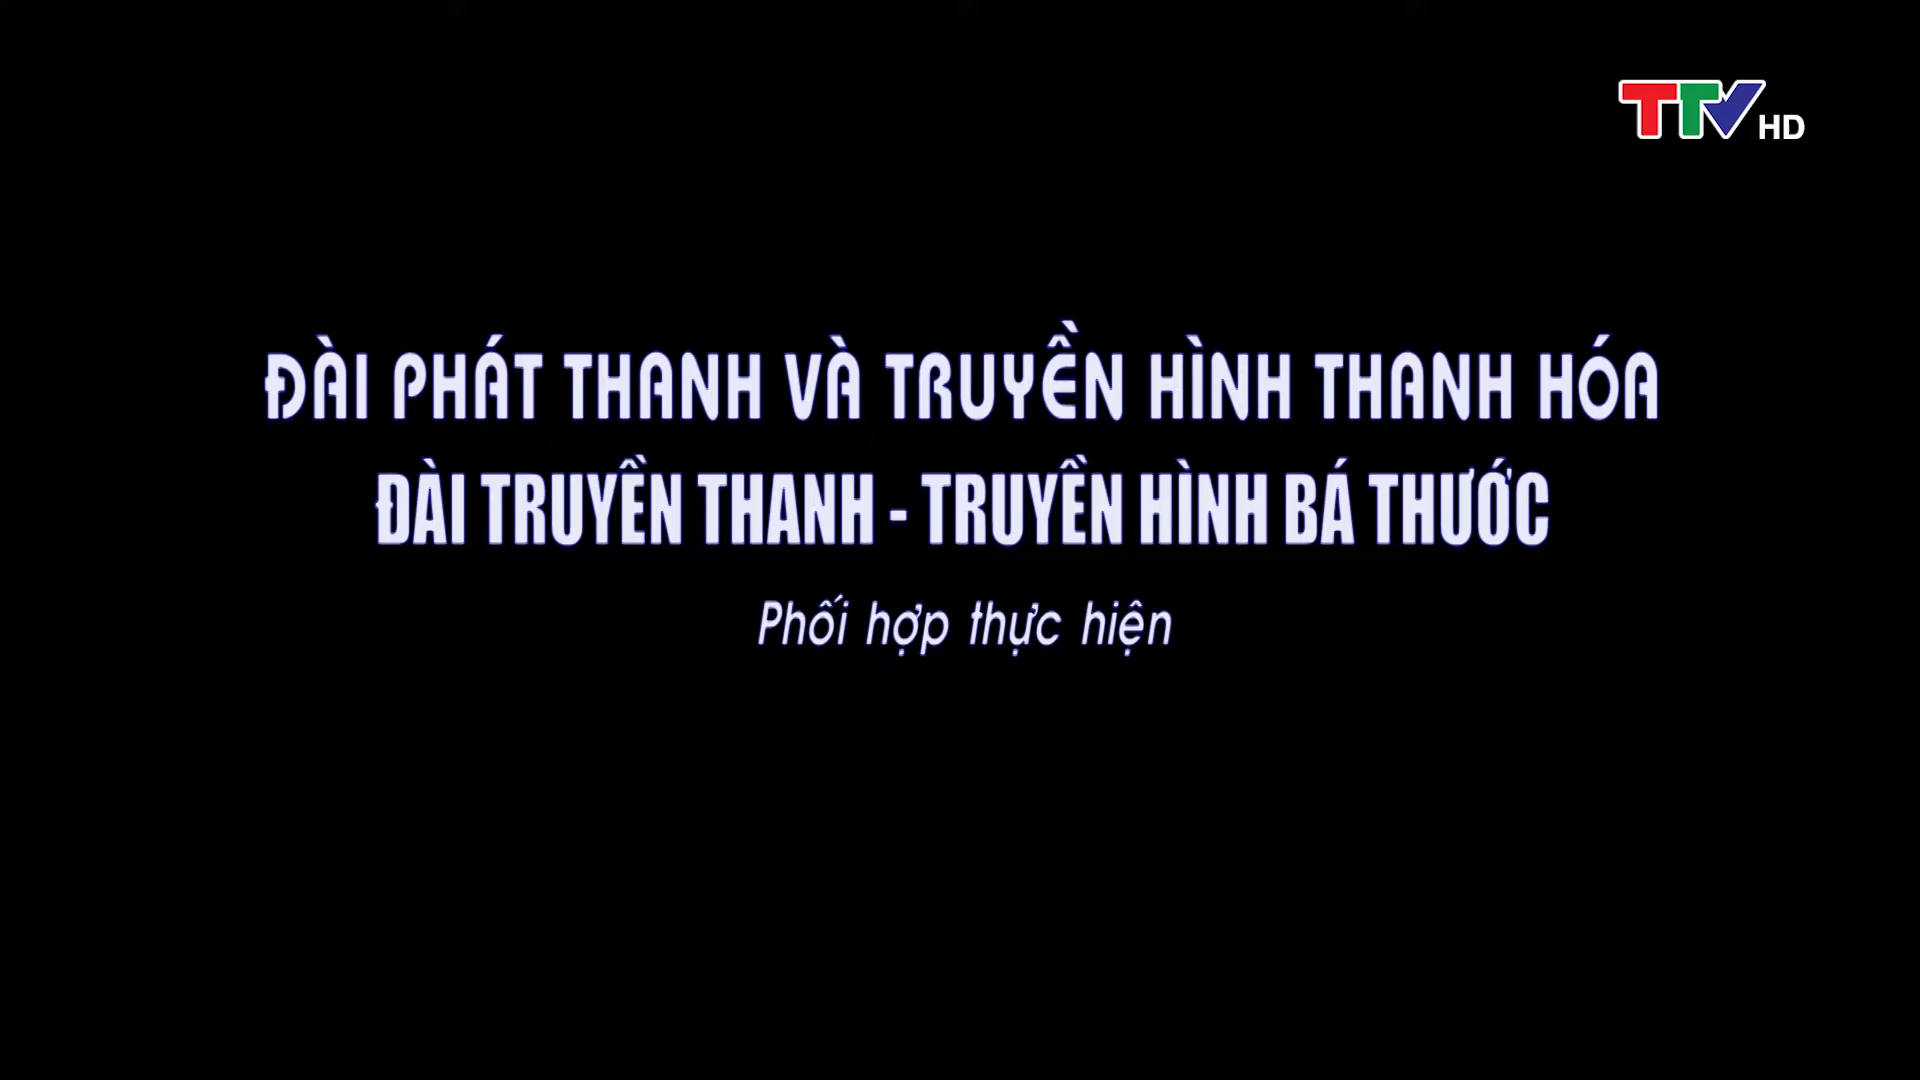 TTV HD
ĐÀI PHÁT THANH VÀ TRUYỀN HÌNH THANH HÓA
ĐÀI TRUYỀN THANH - TRUYỀN HÌNH BÁ THƯỚC
Phối hợp thực hiện